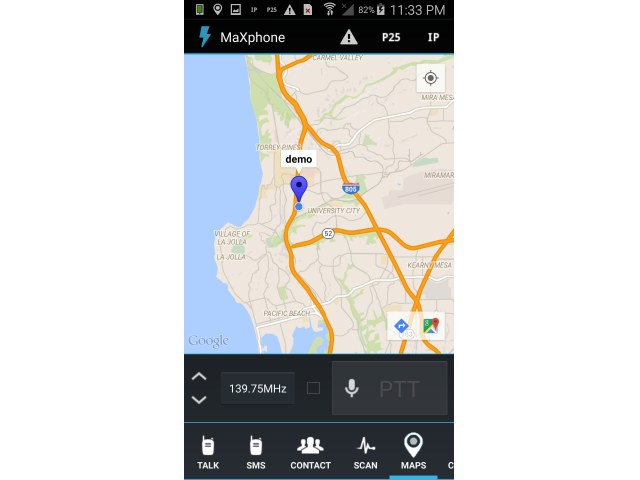 IP P25 82% 11:33 PM
MaXphone P25 IP
CARMEL VALLEY
MIRA MESA
TORREY PINES
demo
MIRAMAR
805
UNIVERSITY CITY
52
VILLAGE OF
LA JOLLA
LA JOLLA
KEARNY MESA
PACIFIC BEACH
Google
163
139.75MHz PTT
TALK SMS CONTACT SCAN MAPS C